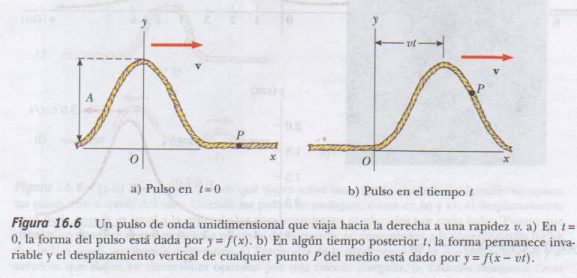 y
v
A
P
O
x
a) Pulso en t = 0
y
vt
v
P
O
x
b) Pulso en el tiempo t
Figura 16.6 Un pulso de onda unidimensional que viaja hacia la derecha a una rapidez v. a) En t =
0, la forma del pulso está dada por y = f(x). b) En algún tiempo posterior t, la forma permanece inva-
riable y el desplazamiento vertical de cualquier punto P del medio está dado por y = f(x − vt).